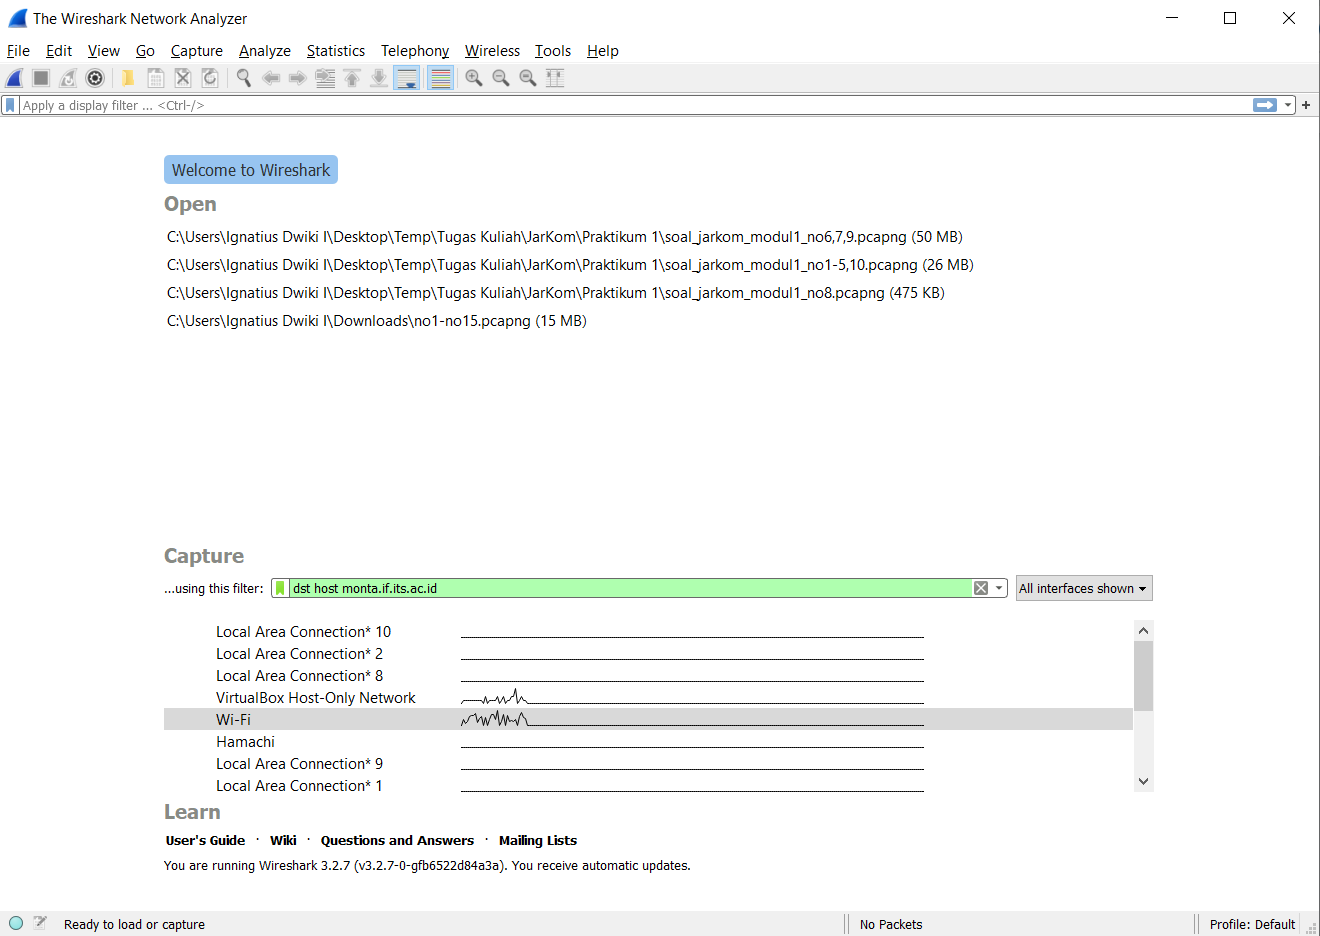 The Wireshark Network Analyzer
File Edit View Go Capture Analyze Statistics Telephony Wireless Tools Help
Apply a display filter ... <Ctrl-/>
+
Welcome to Wireshark
Open
C:\Users\Ignatius Dwiki I\Desktop\Temp\Tugas Kuliah\JarKom\Praktikum 1\soal_jarkom_modul1_no6,7,9.pcapng (50 MB)
C:\Users\Ignatius Dwiki I\Desktop\Temp\Tugas Kuliah\JarKom\Praktikum 1\soal_jarkom_modul1_no1-5,10.pcapng (26 MB)
C:\Users\Ignatius Dwiki I\Desktop\Temp\Tugas Kuliah\JarKom\Praktikum 1\soal_jarkom_modul1_no8.pcapng (475 KB)
C:\Users\Ignatius Dwiki I\Downloads\no1-no15.pcapng (15 MB)
Capture
...using this filter: dst host monta.if.its.ac.id All interfaces shown
Local Area Connection* 10
Local Area Connection* 2
Local Area Connection* 8
VirtualBox Host-Only Network
Wi-Fi
Hamachi
Local Area Connection* 9
Local Area Connection* 1
Learn
User's Guide · Wiki · Questions and Answers · Mailing Lists
You are running Wireshark 3.2.7 (v3.2.7-0-gfb6522d84a3a). You receive automatic updates.
Ready to load or capture No Packets Profile: Default